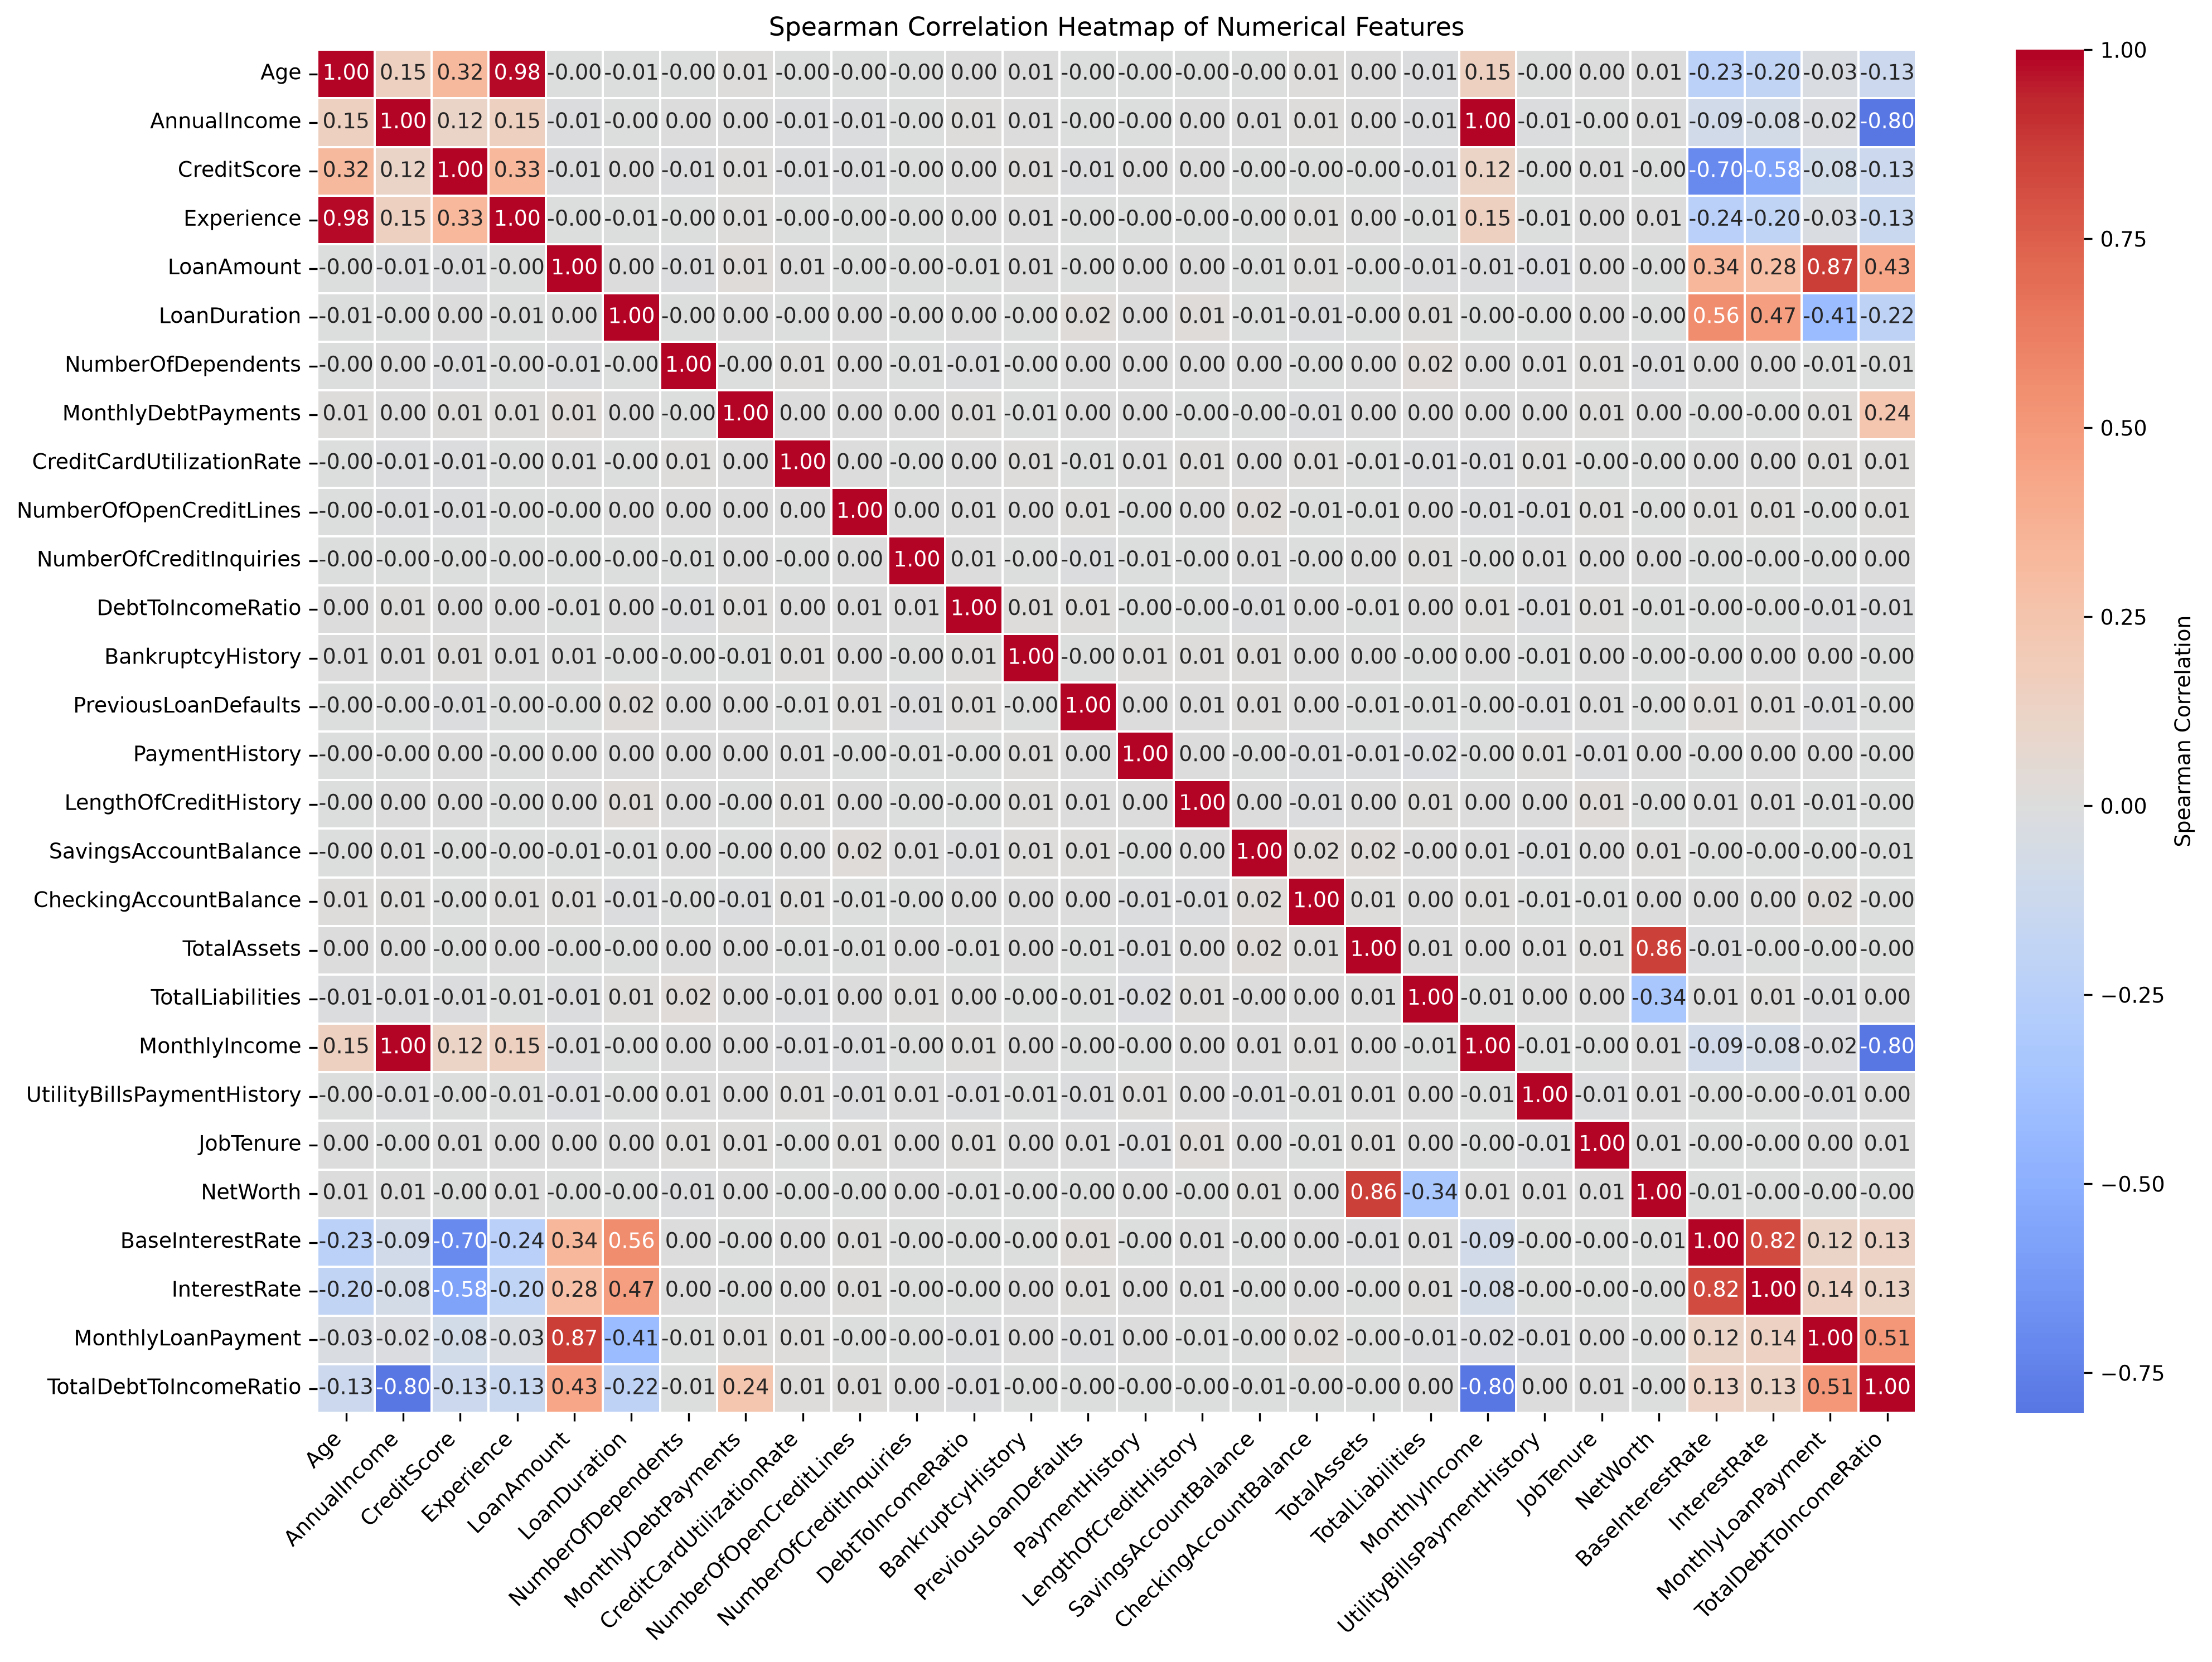 Spearman Correlation Heatmap of Numerical Features
Age 1.00 0.15 0.32 0.98 -0.00 -0.01 -0.00 0.01 -0.00 -0.00 -0.00 0.00 0.01 -0.00 -0.00 -0.00 -0.00 0.01 0.00 -0.01 0.15 -0.00 0.00 0.01 -0.23 -0.20 -0.03 -0.13
AnnualIncome 0.15 1.00 0.12 0.15 -0.01 -0.00 0.00 0.00 -0.01 -0.01 -0.00 0.01 0.01 -0.00 -0.00 0.00 0.01 0.01 0.00 -0.01 1.00 -0.01 -0.00 0.01 -0.09 -0.08 -0.02 -0.80
CreditScore 0.32 0.12 1.00 0.33 -0.01 0.00 -0.01 0.01 -0.01 -0.01 -0.00 0.00 0.01 -0.01 0.00 0.00 -0.00 -0.00 -0.00 -0.01 0.12 -0.00 0.01 -0.00 -0.70 -0.58 -0.08 -0.13
Experience 0.98 0.15 0.33 1.00 -0.00 -0.01 -0.00 0.01 -0.00 -0.00 -0.00 0.00 0.01 -0.00 -0.00 -0.00 -0.00 0.01 0.00 -0.01 0.15 -0.01 0.00 0.01 -0.24 -0.20 -0.03 -0.13
LoanAmount -0.00 -0.01 -0.01 -0.00 1.00 0.00 -0.01 0.01 0.01 -0.00 -0.00 -0.01 0.01 -0.00 0.00 0.00 -0.01 0.01 -0.00 -0.01 -0.01 -0.01 0.00 -0.00 0.34 0.28 0.87 0.43
LoanDuration -0.01 -0.00 0.00 -0.01 0.00 1.00 -0.00 0.00 -0.00 0.00 -0.00 0.00 -0.00 0.02 0.00 0.01 -0.01 -0.01 -0.00 0.01 -0.00 -0.00 0.00 -0.00 0.56 0.47 -0.41 -0.22
NumberOfDependents -0.00 0.00 -0.01 -0.00 -0.01 -0.00 1.00 -0.00 0.01 0.00 -0.01 -0.01 -0.00 0.00 0.00 0.00 0.00 -0.00 0.00 0.02 0.00 0.01 0.01 -0.01 0.00 0.00 -0.01 -0.01
MonthlyDebtPayments 0.01 0.00 0.01 0.01 0.01 0.00 -0.00 1.00 0.00 0.00 0.00 0.01 -0.01 0.00 0.00 -0.00 -0.00 -0.01 0.00 0.00 0.00 0.00 0.01 0.00 -0.00 -0.00 0.01 0.24
CreditCardUtilizationRate -0.00 -0.01 -0.01 -0.00 0.01 -0.00 0.01 0.00 1.00 0.00 -0.00 0.00 0.01 -0.01 0.01 0.01 0.00 0.01 -0.01 -0.01 -0.01 0.01 -0.00 -0.00 0.00 0.00 0.01 0.01
NumberOfOpenCreditLines -0.00 -0.01 -0.01 -0.00 -0.00 0.00 0.00 0.00 0.00 1.00 0.00 0.01 0.00 0.01 -0.00 0.00 0.02 -0.01 -0.01 0.00 -0.01 -0.01 0.01 -0.00 0.01 0.01 -0.00 0.01
NumberOfCreditInquiries -0.00 -0.00 -0.00 -0.00 -0.00 -0.00 -0.01 0.00 -0.00 0.00 1.00 0.01 -0.00 -0.01 -0.01 -0.00 0.01 -0.00 0.00 0.01 -0.00 0.01 0.00 0.00 -0.00 -0.00 -0.00 0.00
DebtToIncomeRatio 0.00 0.01 0.00 0.00 -0.01 0.00 -0.01 0.01 0.00 0.01 0.01 1.00 0.01 0.01 -0.00 -0.00 -0.01 0.00 -0.01 0.00 0.01 -0.01 0.01 -0.01 -0.00 -0.00 -0.01 -0.01
BankruptcyHistory 0.01 0.01 0.01 0.01 0.01 -0.00 -0.00 -0.01 0.01 0.00 -0.00 0.01 1.00 -0.00 0.01 0.01 0.01 0.00 0.00 -0.00 0.00 -0.01 0.00 -0.00 -0.00 0.00 0.00 -0.00
PreviousLoanDefaults -0.00 -0.00 -0.01 -0.00 -0.00 0.02 0.00 0.00 -0.01 0.01 -0.01 0.01 -0.00 1.00 0.00 0.01 0.01 0.00 -0.01 -0.01 -0.00 -0.01 0.01 -0.00 0.01 0.01 -0.01 -0.00
PaymentHistory -0.00 -0.00 0.00 -0.00 0.00 0.00 0.00 0.00 0.01 -0.00 -0.01 -0.00 0.01 0.00 1.00 0.00 -0.00 -0.01 -0.01 -0.02 -0.00 0.01 -0.01 0.00 -0.00 0.00 0.00 -0.00
LengthOfCreditHistory -0.00 0.00 0.00 -0.00 0.00 0.01 0.00 -0.00 0.01 0.00 -0.00 -0.00 0.01 0.01 0.00 1.00 0.00 -0.01 0.00 0.01 0.00 0.00 0.01 -0.00 0.01 0.01 -0.01 -0.00
SavingsAccountBalance -0.00 0.01 -0.00 -0.00 -0.01 -0.01 0.00 -0.00 0.00 0.02 0.01 -0.01 0.01 0.01 -0.00 0.00 1.00 0.02 0.02 -0.00 0.01 -0.01 0.00 0.01 -0.00 -0.00 -0.00 -0.01
CheckingAccountBalance 0.01 0.01 -0.00 0.01 0.01 -0.01 -0.00 -0.01 0.01 -0.01 -0.00 0.00 0.00 0.00 -0.01 -0.01 0.02 1.00 0.01 0.00 0.01 -0.01 -0.01 0.00 0.00 0.00 0.02 -0.00
TotalAssets 0.00 0.00 -0.00 0.00 -0.00 -0.00 0.00 0.00 -0.01 -0.01 0.00 -0.01 0.00 -0.01 -0.01 0.00 0.02 0.01 1.00 0.01 0.00 0.01 0.01 0.86 -0.01 -0.00 -0.00 -0.00
TotalLiabilities -0.01 -0.01 -0.01 -0.01 -0.01 0.01 0.02 0.00 -0.01 0.00 0.01 0.00 -0.00 -0.01 -0.02 0.01 -0.00 0.00 0.01 1.00 -0.01 0.00 0.00 -0.34 0.01 0.01 -0.01 0.00
MonthlyIncome 0.15 1.00 0.12 0.15 -0.01 -0.00 0.00 0.00 -0.01 -0.01 -0.00 0.01 0.00 -0.00 -0.00 0.00 0.01 0.01 0.00 -0.01 1.00 -0.01 -0.00 0.01 -0.09 -0.08 -0.02 -0.80
UtilityBillsPaymentHistory -0.00 -0.01 -0.00 -0.01 -0.01 -0.00 0.01 0.00 0.01 -0.01 0.01 -0.01 -0.01 -0.01 0.01 0.00 -0.01 -0.01 0.01 0.00 -0.01 1.00 -0.01 0.01 -0.00 -0.00 -0.01 0.00
JobTenure 0.00 -0.00 0.01 0.00 0.00 0.00 0.01 0.01 -0.00 0.01 0.00 0.01 0.00 0.01 -0.01 0.01 0.00 -0.01 0.01 0.00 -0.00 -0.01 1.00 0.01 -0.00 -0.00 0.00 0.01
NetWorth 0.01 0.01 -0.00 0.01 -0.00 -0.00 -0.01 0.00 -0.00 -0.00 0.00 -0.01 -0.00 -0.00 0.00 -0.00 0.01 0.00 0.86 -0.34 0.01 0.01 0.01 1.00 -0.01 -0.00 -0.00 -0.00
BaseInterestRate -0.23 -0.09 -0.70 -0.24 0.34 0.56 0.00 -0.00 0.00 0.01 -0.00 -0.00 -0.00 0.01 -0.00 0.01 -0.00 0.00 -0.01 0.01 -0.09 -0.00 -0.00 -0.01 1.00 0.82 0.12 0.13
InterestRate -0.20 -0.08 -0.58 -0.20 0.28 0.47 0.00 -0.00 0.00 0.01 -0.00 -0.00 0.00 0.01 0.00 0.01 -0.00 0.00 -0.00 0.01 -0.08 -0.00 -0.00 -0.00 0.82 1.00 0.14 0.13
MonthlyLoanPayment -0.03 -0.02 -0.08 -0.03 0.87 -0.41 -0.01 0.01 0.01 -0.00 -0.00 -0.01 0.00 -0.01 0.00 -0.01 -0.00 0.02 -0.00 -0.01 -0.02 -0.01 0.00 -0.00 0.12 0.14 1.00 0.51
TotalDebtToIncomeRatio -0.13 -0.80 -0.13 -0.13 0.43 -0.22 -0.01 0.24 0.01 0.01 0.00 -0.01 -0.00 -0.00 -0.00 -0.00 -0.01 -0.00 -0.00 0.00 -0.80 0.00 0.01 -0.00 0.13 0.13 0.51 1.00
Age
AnnualIncome
CreditScore
Experience
LoanAmount
LoanDuration
NumberOfDependents
MonthlyDebtPayments
CreditCardUtilizationRate
NumberOfOpenCreditLines
NumberOfCreditInquiries
DebtToIncomeRatio
BankruptcyHistory
PreviousLoanDefaults
PaymentHistory
LengthOfCreditHistory
SavingsAccountBalance
CheckingAccountBalance
TotalAssets
TotalLiabilities
MonthlyIncome
UtilityBillsPaymentHistory
JobTenure
NetWorth
BaseInterestRate
InterestRate
MonthlyLoanPayment
TotalDebtToIncomeRatio
1.00
0.75
0.50
0.25
0.00
−0.25
−0.50
−0.75
Spearman Correlation